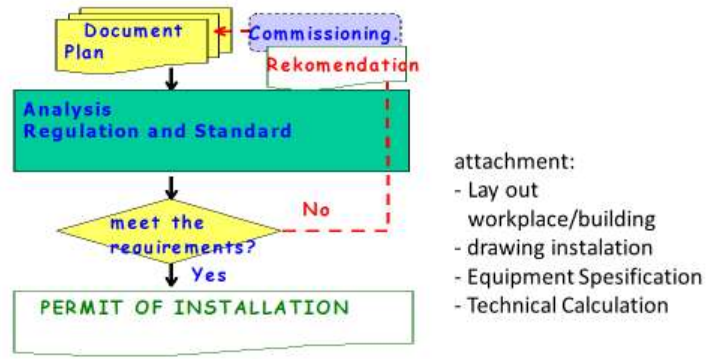 Document
Plan
Commissioning.
Rekomendation
Analysis
Regulation and Standard
meet the
requirements?
No
Yes
PERMIT OF INSTALLATION
attachment:
- Lay out
workplace/building
- drawing instalation
- Equipment Spesification
- Technical Calculation